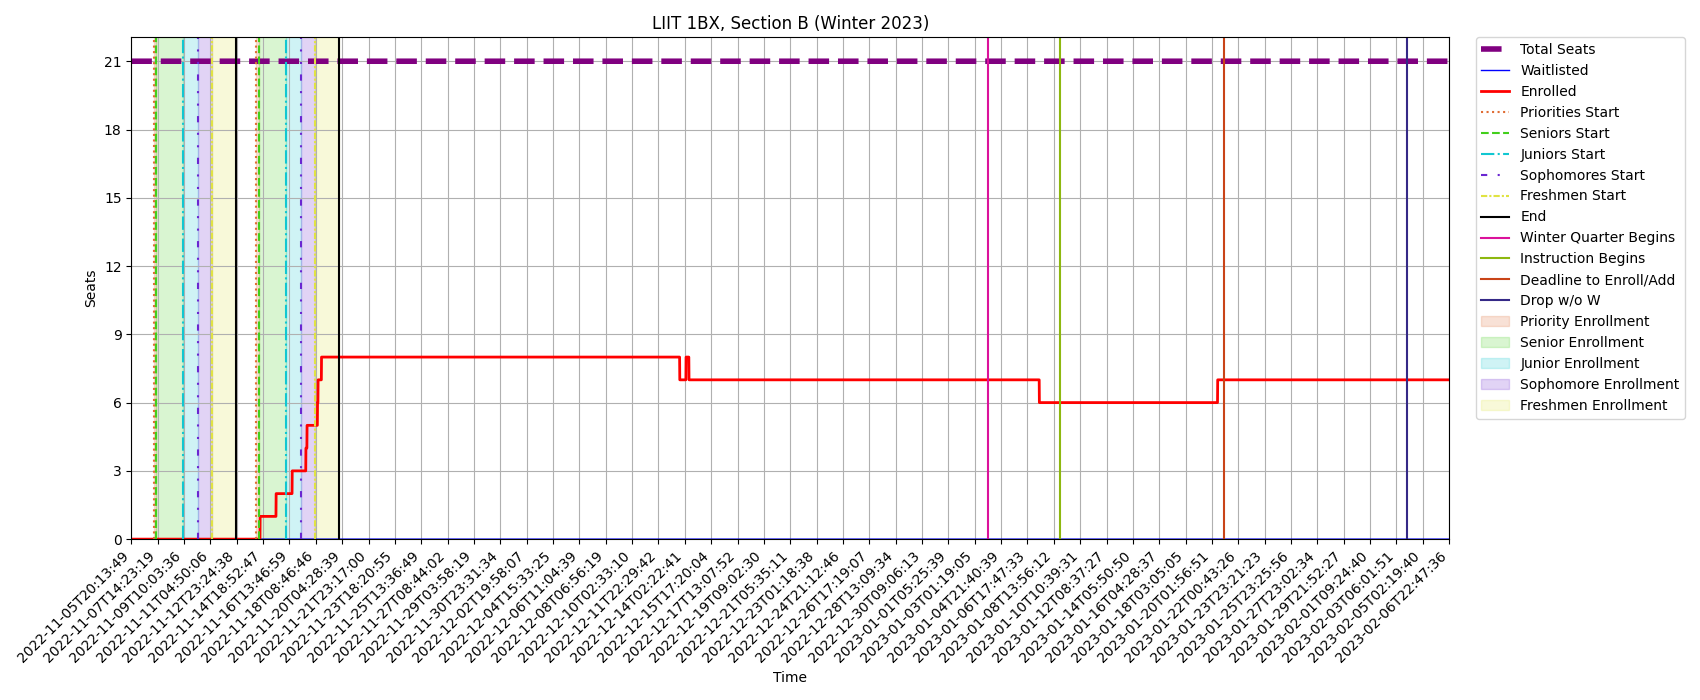 LIIT 1BX, Section B (Winter 2023)
21
18
15
12
9
6
3
0
Seats
2022-11-05T20:13:49
2022-11-07T14:23:19
2022-11-09T10:03:36
2022-11-11T04:50:06
2022-11-12T23:24:38
2022-11-14T18:52:47
2022-11-16T13:46:59
2022-11-18T08:46:46
2022-11-20T04:28:39
2022-11-21T23:17:00
2022-11-23T18:20:55
2022-11-25T13:36:49
2022-11-27T08:44:02
2022-11-29T03:58:19
2022-11-30T23:31:34
2022-12-02T19:58:07
2022-12-04T15:33:25
2022-12-06T11:04:39
2022-12-08T06:56:19
2022-12-10T02:33:10
2022-12-11T22:29:42
2022-12-14T02:22:41
2022-12-15T17:20:04
2022-12-17T13:07:52
2022-12-19T09:02:30
2022-12-21T05:35:11
2022-12-23T01:18:38
2022-12-24T21:12:46
2022-12-26T17:19:07
2022-12-28T13:09:34
2022-12-30T09:06:13
2023-01-01T05:25:39
2023-01-03T01:19:05
2023-01-04T21:40:39
2023-01-06T17:47:33
2023-01-08T13:56:12
2023-01-10T10:39:31
2023-01-12T08:37:27
2023-01-14T05:50:50
2023-01-16T04:28:37
2023-01-18T03:05:05
2023-01-20T01:56:51
2023-01-22T00:43:26
2023-01-23T23:21:23
2023-01-25T23:25:56
2023-01-27T23:02:34
2023-01-29T21:52:27
2023-02-01T09:24:40
2023-02-03T06:01:51
2023-02-05T02:19:40
2023-02-06T22:47:36
Time
Total Seats
Waitlisted
Enrolled
Priorities Start
Seniors Start
Juniors Start
Sophomores Start
Freshmen Start
End
Winter Quarter Begins
Instruction Begins
Deadline to Enroll/Add
Drop w/o W
Priority Enrollment
Senior Enrollment
Junior Enrollment
Sophomore Enrollment
Freshmen Enrollment